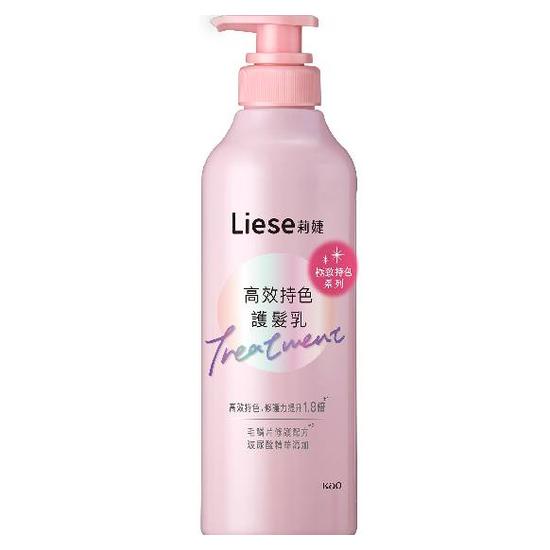 Liese莉婕
極致持色
系列
高效持色
護髮乳
Treatment
高效持色,修護力提升1.8倍*¹
毛鱗片修護配方*²
玻尿酸精華添加
Kao